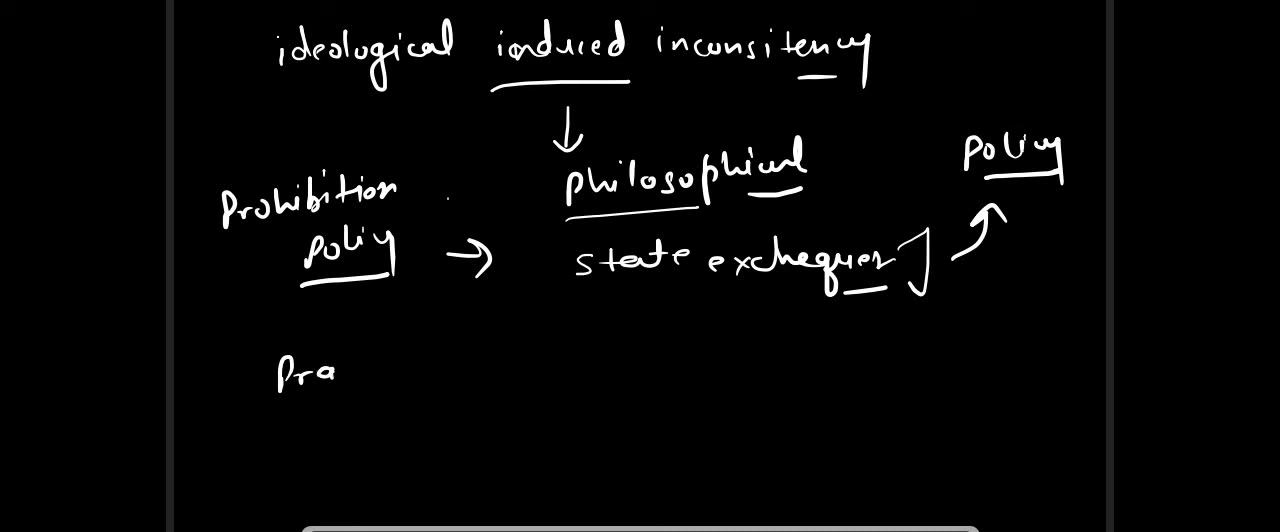 ideological induced inconsitency
↓
Philosophical
Prohibition
Policy → state exchequer] Policy
Pra